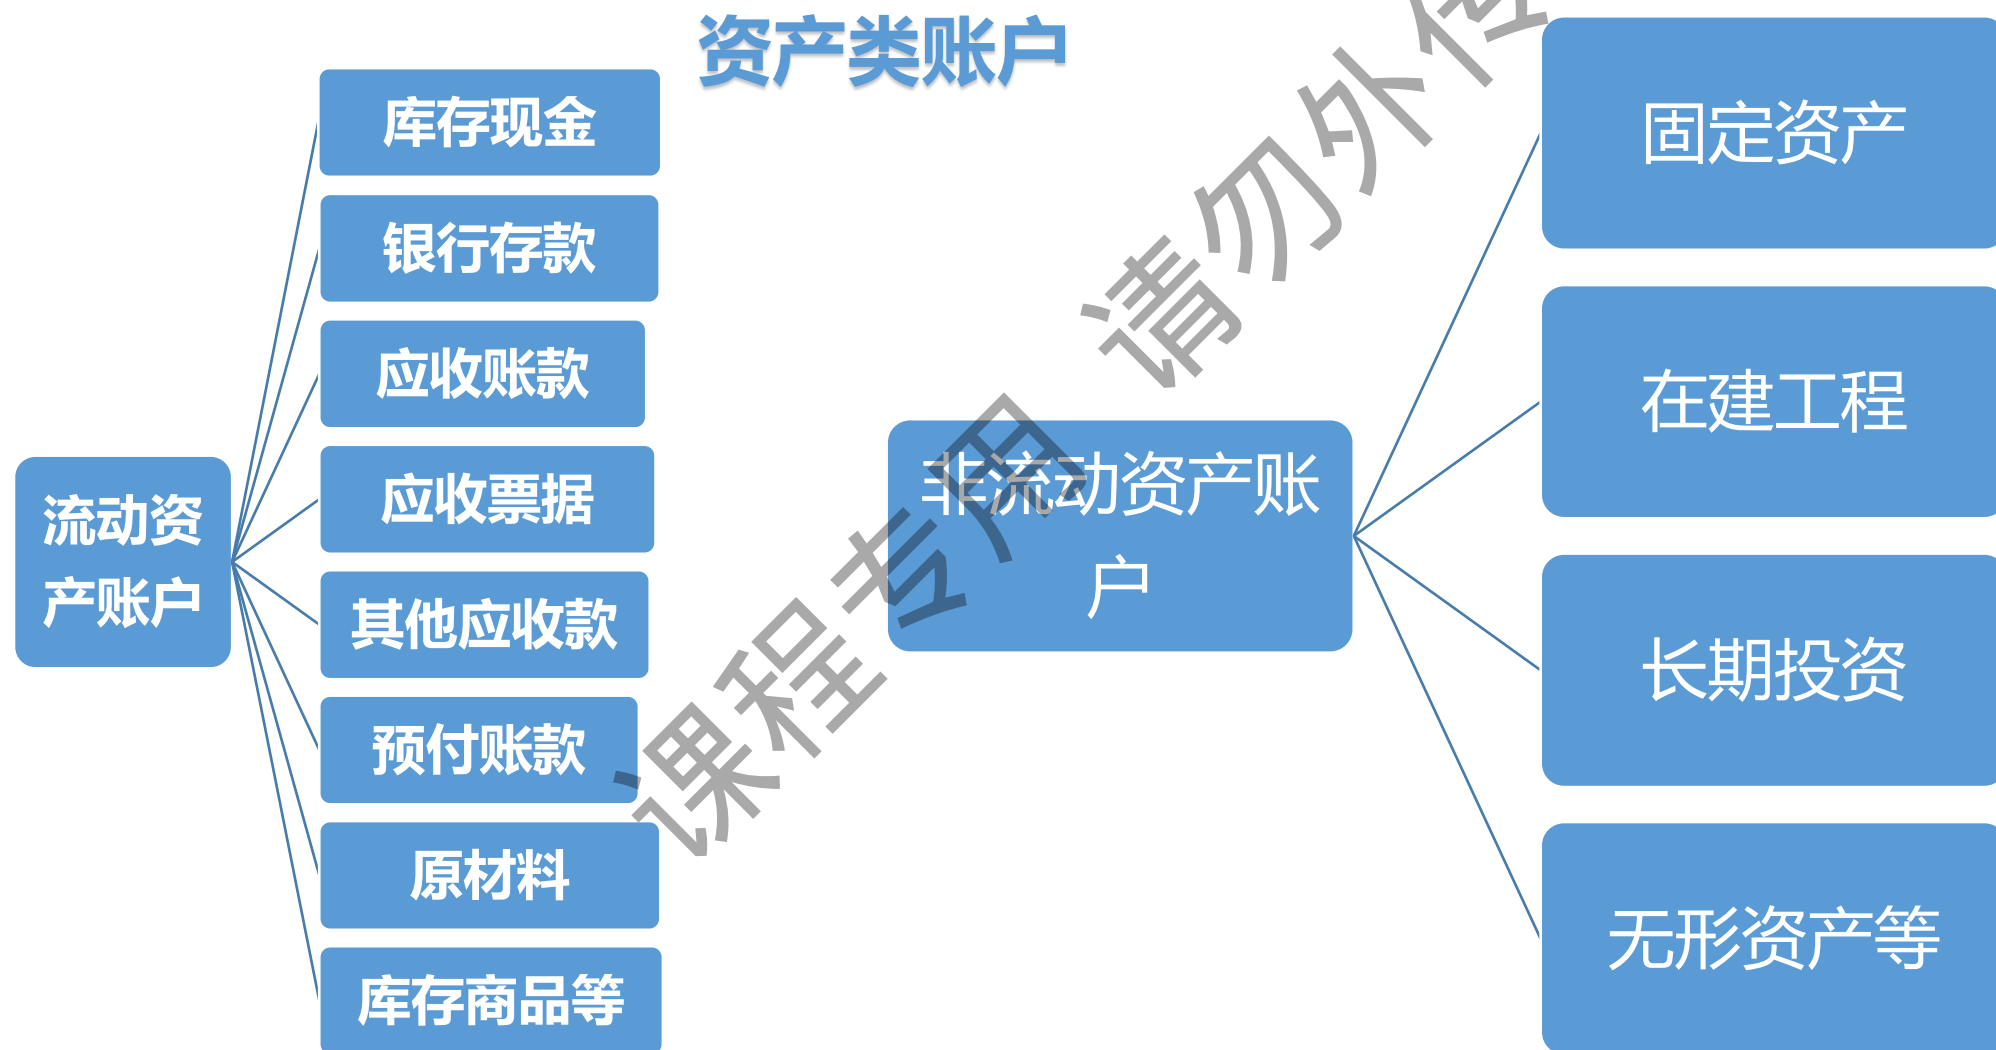 资产类账户
流动资
产账户
库存现金
银行存款
应收账款
应收票据
其他应收款
预付账款
原材料
库存商品等
非流动资产账
户
固定资产
在建工程
长期投资
无形资产等
课程专用 请勿外传